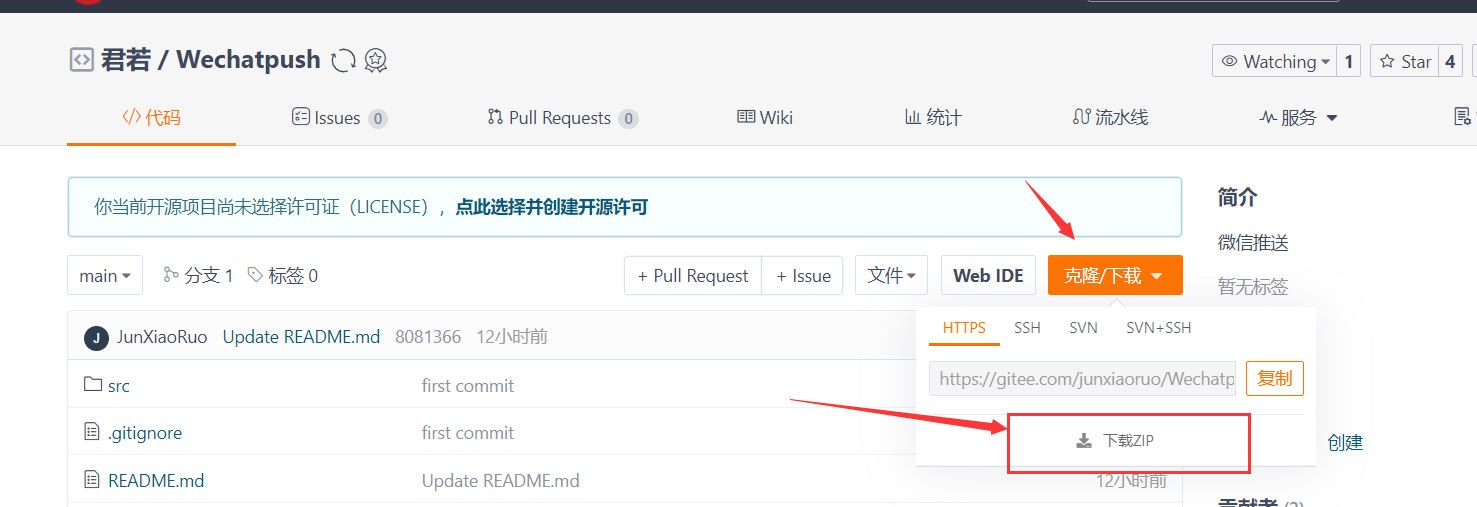 君若 / Wechatpush
Watching 1 Star 4
代码 Issues 0 Pull Requests 0 Wiki 统计 流水线 服务
你当前开源项目尚未选择许可证（LICENSE），点此选择并创建开源许可
简介
微信推送
main 分支 1 标签 0 + Pull Request + Issue 文件 Web IDE 克隆/下载
暂无标签
HTTPS SSH SVN SVN+SSH
J JunXiaoRuo Update README.md 8081366 12小时前
https://gitee.com/junxiaoruo/Wechatp 复制
src first commit
.gitignore first commit
下载ZIP
创建
README.md Update README.md 12小时前